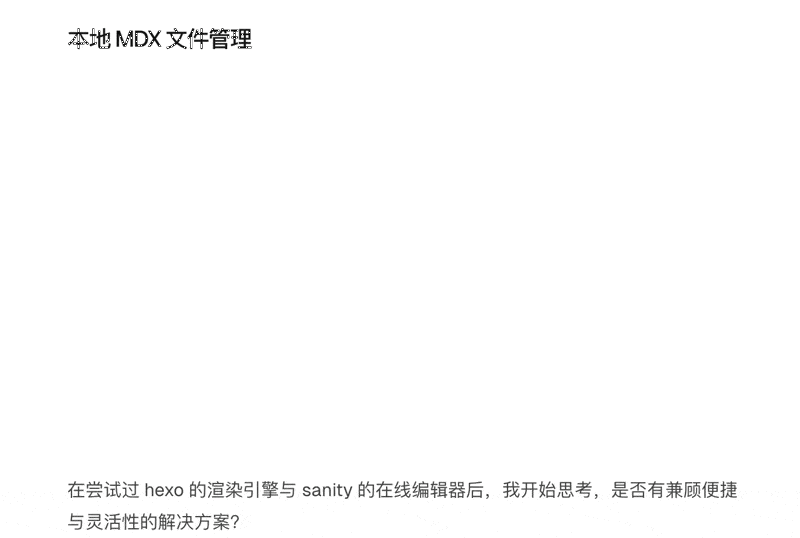 本地 MDX 文件管理
在尝试过 hexo 的渲染引擎与 sanity 的在线编辑器后，我开始思考，是否有兼顾便捷
与灵活性的解决方案？